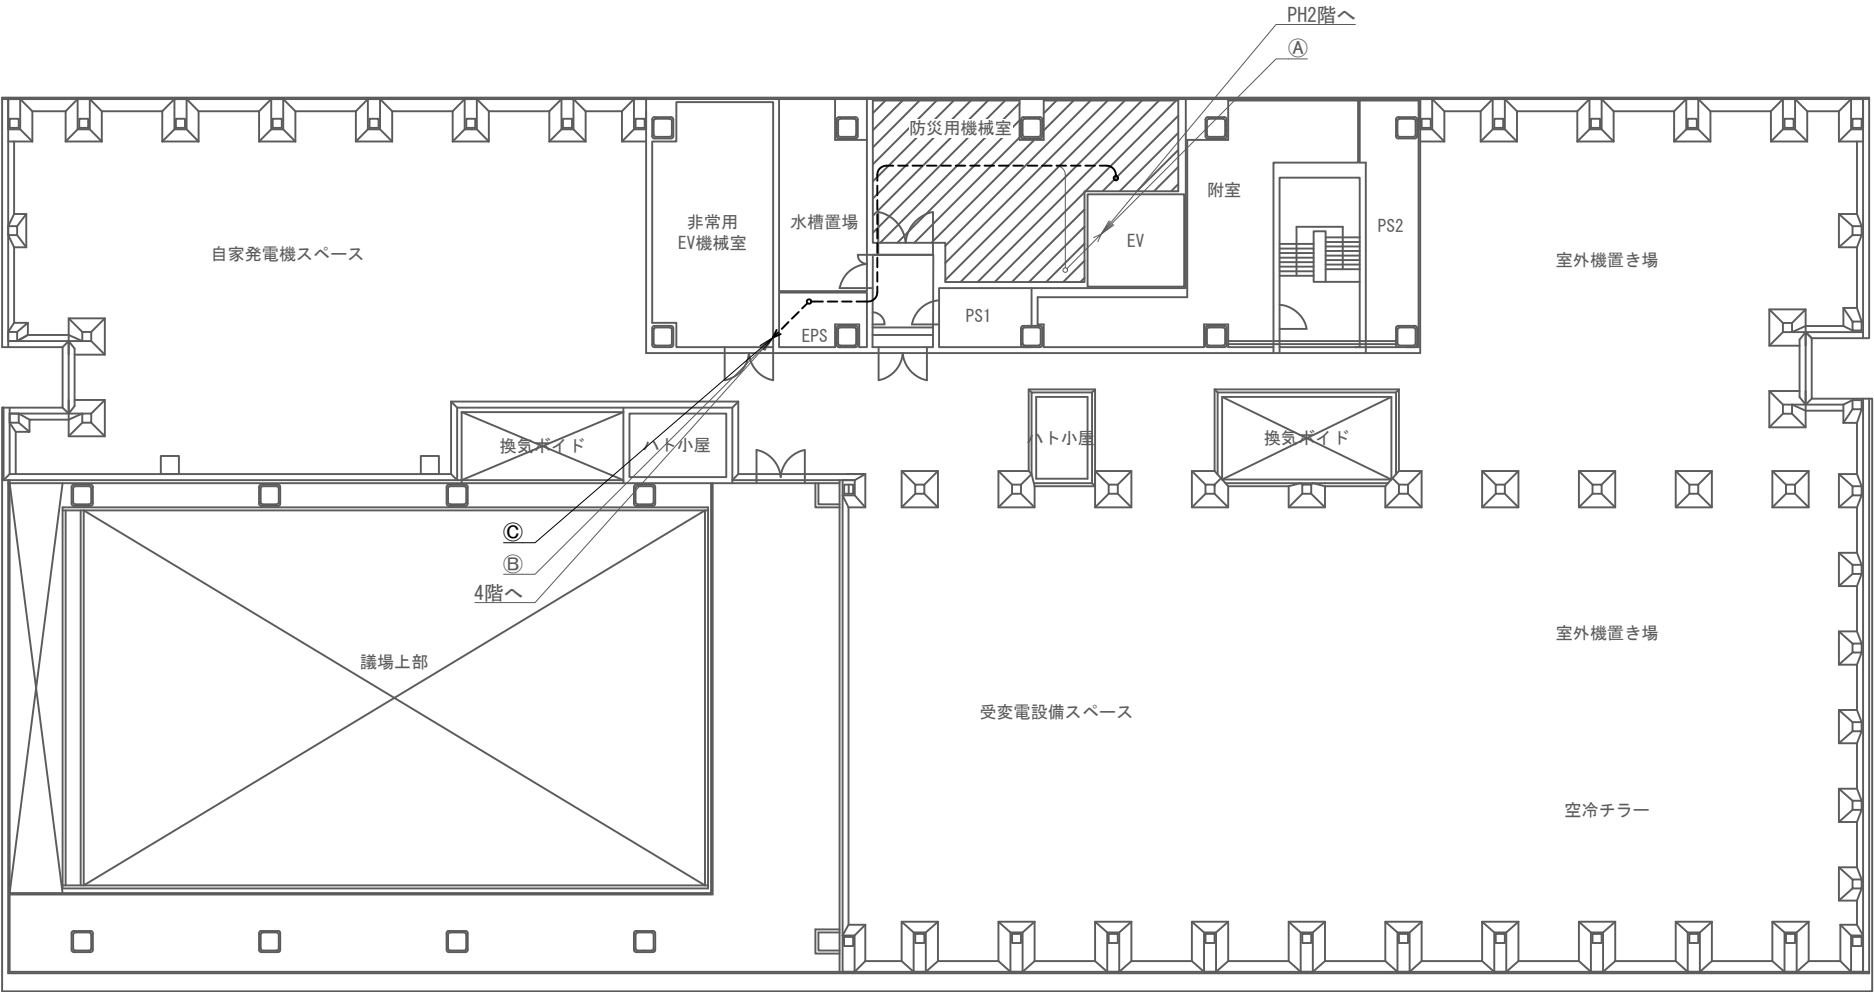 PH2階へ
Ⓐ
防災用機械室
附室
非常用
EV機械室
水槽置場
EV
PS2
自家発電機スペース
室外機置き場
PS1
EPS
換気ボイド
ハト小屋
ハト小屋
換気ボイド
Ⓒ
Ⓑ
4階へ
議場上部
室外機置き場
受変電設備スペース
空冷チラー